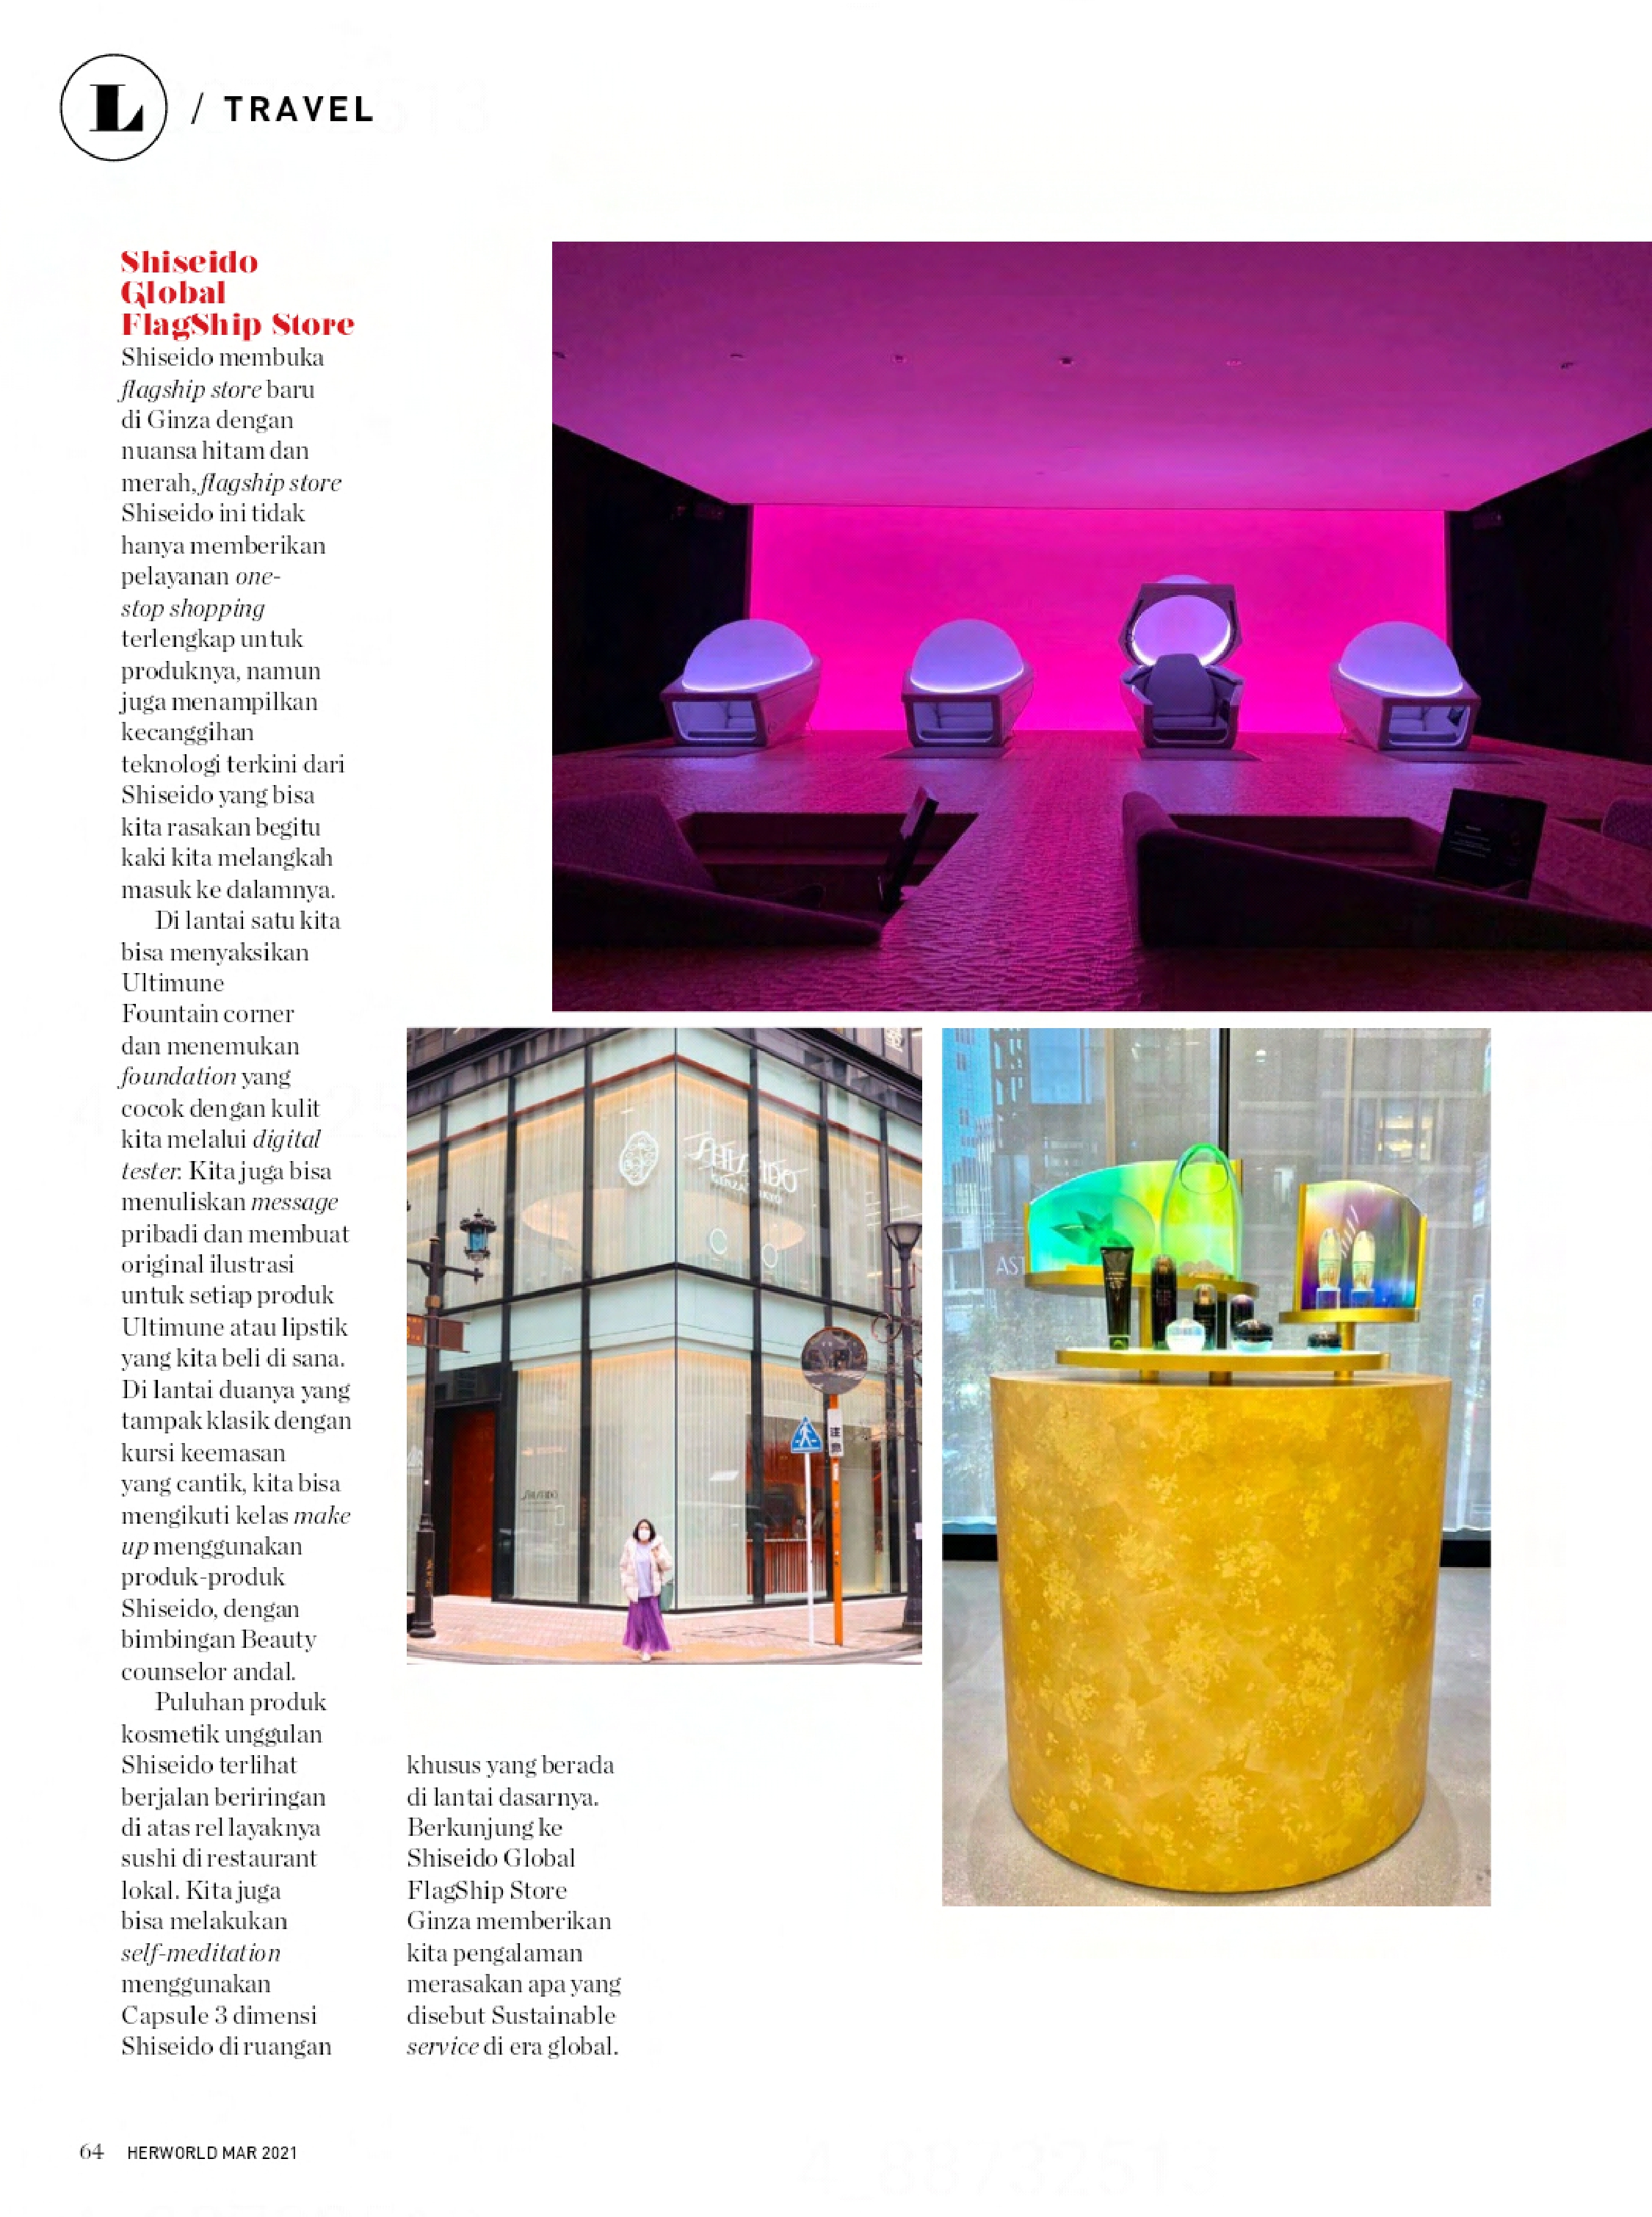 L / TRAVEL
Shiseido
Global
FlagShip Store
Shiseido membuka
flagship store baru
di Ginza dengan
nuansa hitam dan
merah, flagship store
Shiseido ini tidak
hanya memberikan
pelayanan one-
stop shopping
terlengkap untuk
produknya, namun
juga menampilkan
kecanggihan
teknologi terkini dari
Shiseido yang bisa
kita rasakan begitu
kaki kita melangkah
masuk ke dalamnya.
Di lantai satu kita
bisa menyaksikan
Ultimune
Fountain corner
dan menemukan
foundation yang
cocok dengan kulit
kita melalui digital
tester. Kita juga bisa
menuliskan message
pribadi dan membuat
original ilustrasi
untuk setiap produk
Ultimune atau lipstik
yang kita beli di sana.
Di lantai duanya yang
tampak klasik dengan
kursi keemasan
yang cantik, kita bisa
mengikuti kelas make
up menggunakan
produk-produk
Shiseido, dengan
bimbingan Beauty
counselor andal.
Puluhan produk
kosmetik unggulan
Shiseido terlihat
berjalan beriringan
di atas rel layaknya
sushi di restaurant
lokal. Kita juga
bisa melakukan
self-meditation
menggunakan
Capsule 3 dimensi
Shiseido di ruangan
khusus yang berada
di lantai dasarnya.
Berkunjung ke
Shiseido Global
FlagShip Store
Ginza memberikan
kita pengalaman
merasakan apa yang
disebut Sustainable
service di era global.
SHISEIDO
GINZA TOKYO
SHISEIDO
注意
AST
64 HERWORLD MAR 2021